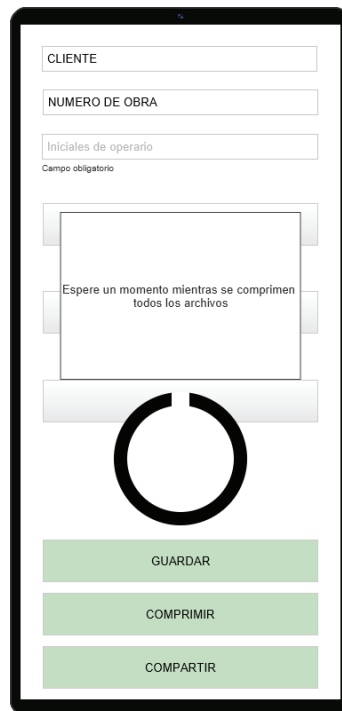 CLIENTE
NUMERO DE OBRA
Iniciales de operario
Campo obligatorio
Espere un momento mientras se comprimen
todos los archivos
GUARDAR
COMPRIMIR
COMPARTIR